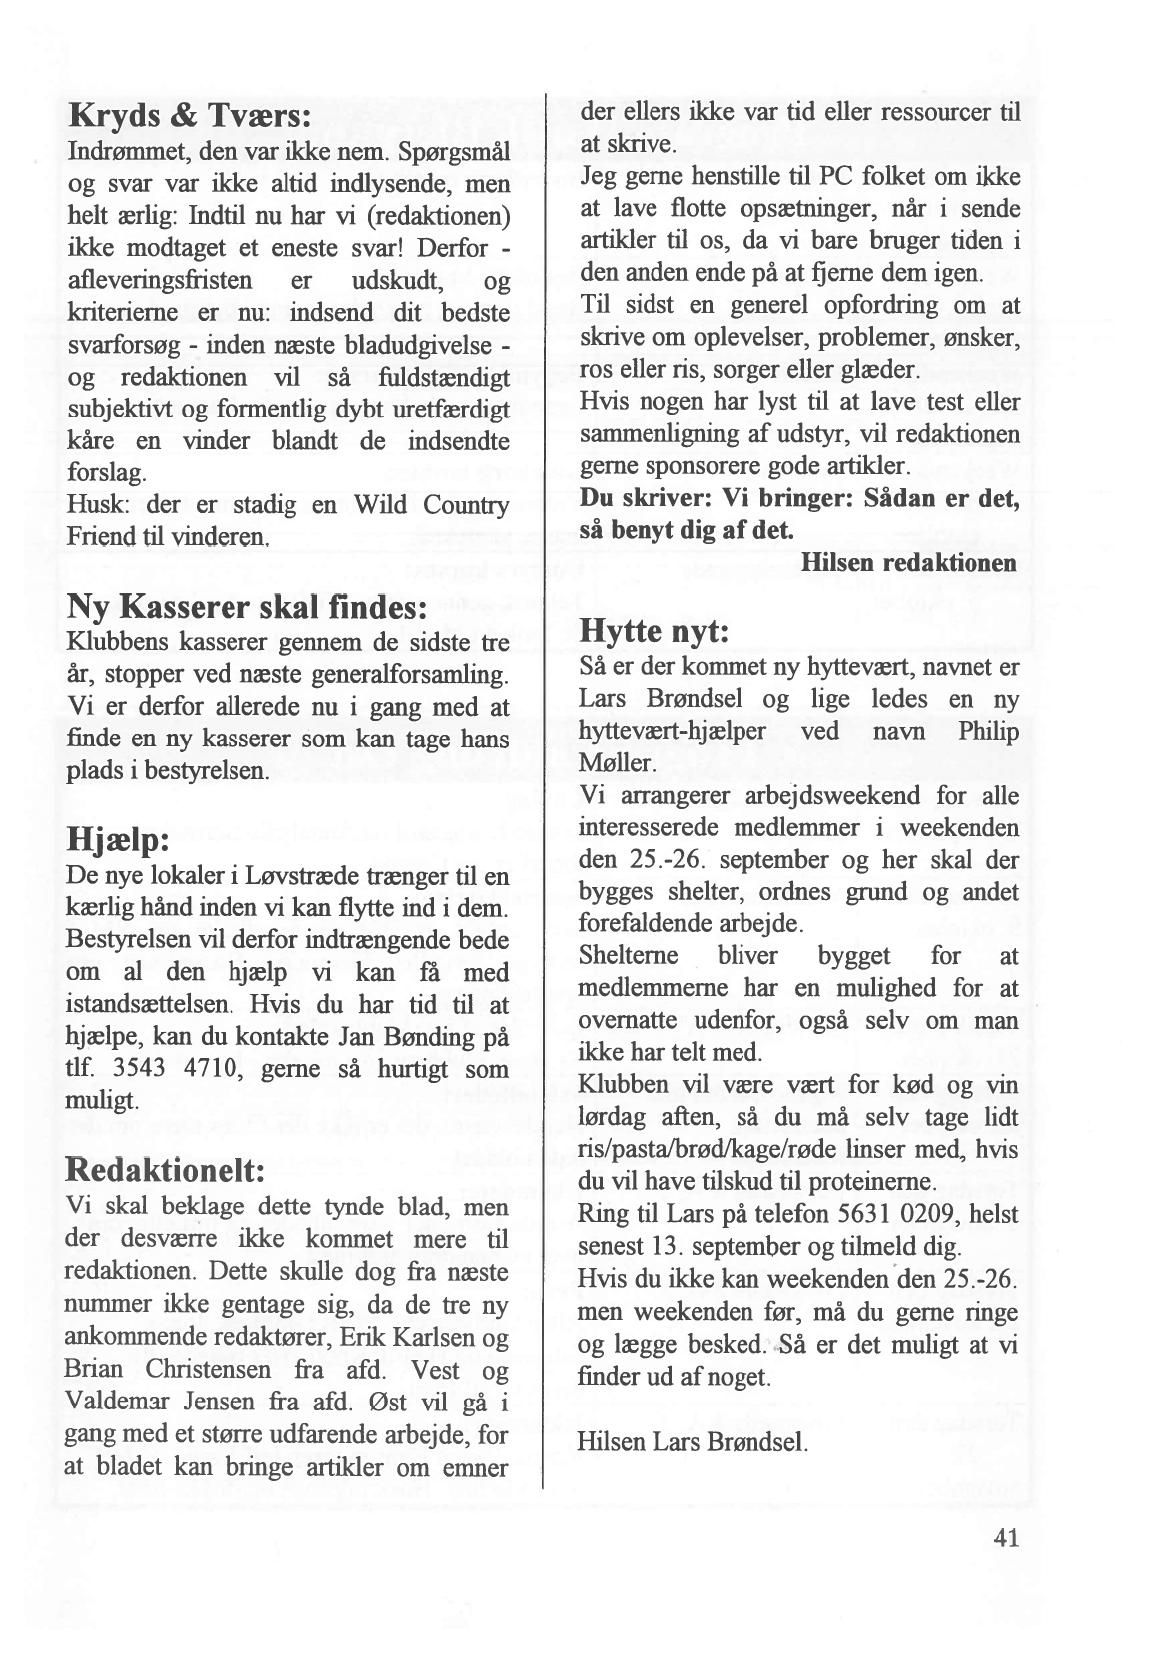 Kryds & Tværs:
Indrømmet, den var ikke nem. Spørgsmål
og svar var ikke altid indlysende, men
helt ærlig: Indtil nu har vi (redaktionen)
ikke modtaget et eneste svar! Derfor -
afleveringsfristen er udskudt, og
kriterierne er nu: indsend dit bedste
svarforsøg - inden næste bladudgivelse -
og redaktionen vil så fuldstændigt
subjektivt og formentlig dybt uretfærdigt
kåre en vinder blandt de indsendte
forslag.
Husk: der er stadig en Wild Country
Friend til vinderen.
Ny Kasserer skal findes:
Klubbens kasserer gennem de sidste tre
år, stopper ved næste generalforsamling.
Vi er derfor allerede nu i gang med at
finde en ny kasserer som kan tage hans
plads i bestyrelsen.
Hjælp:
De nye lokaler i Løvstræde trænger til en
kærlig hånd inden vi kan flytte ind i dem.
Bestyrelsen vil derfor indtrængende bede
om al den hjælp vi kan få med
istandsættelsen. Hvis du har tid til at
hjælpe, kan du kontakte Jan Bønding på
tlf. 3543 4710, gerne så hurtigt som
muligt.
Redaktionelt:
Vi skal beklage dette tynde blad, men
der desværre ikke kommet mere til
redaktionen. Dette skulle dog fra næste
nummer ikke gentage sig, da de tre ny
ankommende redaktører, Erik Karlsen og
Brian Christensen fra afd. Vest og
Valdemar Jensen fra afd. Øst vil gå i
gang med et større udfarende arbejde, for
at bladet kan bringe artikler om emner
der ellers ikke var tid eller ressourcer til
at skrive.
Jeg gerne henstille til PC folket om ikke
at lave flotte opsætninger, når i sende
artikler til os, da vi bare bruger tiden i
den anden ende på at fjerne dem igen.
Til sidst en generel opfordring om at
skrive om oplevelser, problemer, ønsker,
ros eller ris, sorger eller glæder.
Hvis nogen har lyst til at lave test eller
sammenligning af udstyr, vil redaktionen
gerne sponsorere gode artikler.
Du skriver: Vi bringer: Sådan er det,
så benyt dig af det.
Hilsen redaktionen
Hytte nyt:
Så er der kommet ny hyttevært, navnet er
Lars Brøndsel og lige ledes en ny
hyttevært-hjælper ved navn Philip
Møller.
Vi arrangerer arbejdsweekend for alle
interesserede medlemmer i weekenden
den 25.-26. september og her skal der
bygges shelter, ordnes grund og andet
forefaldende arbejde.
Shelterne bliver bygget for at
medlemmerne har en mulighed for at
overnatte udenfor, også selv om man
ikke har telt med.
Klubben vil være vært for kød og vin
lørdag aften, så du må selv tage lidt
ris/pasta/brød/kage/røde linser med, hvis
du vil have tilskud til proteinerne.
Ring til Lars på telefon 5631 0209, helst
senest 13. september og tilmeld dig.
Hvis du ikke kan weekenden den 25.-26.
men weekenden før, må du gerne ringe
og lægge besked. Så er det muligt at vi
finder ud af noget.
Hilsen Lars Brøndsel.
41